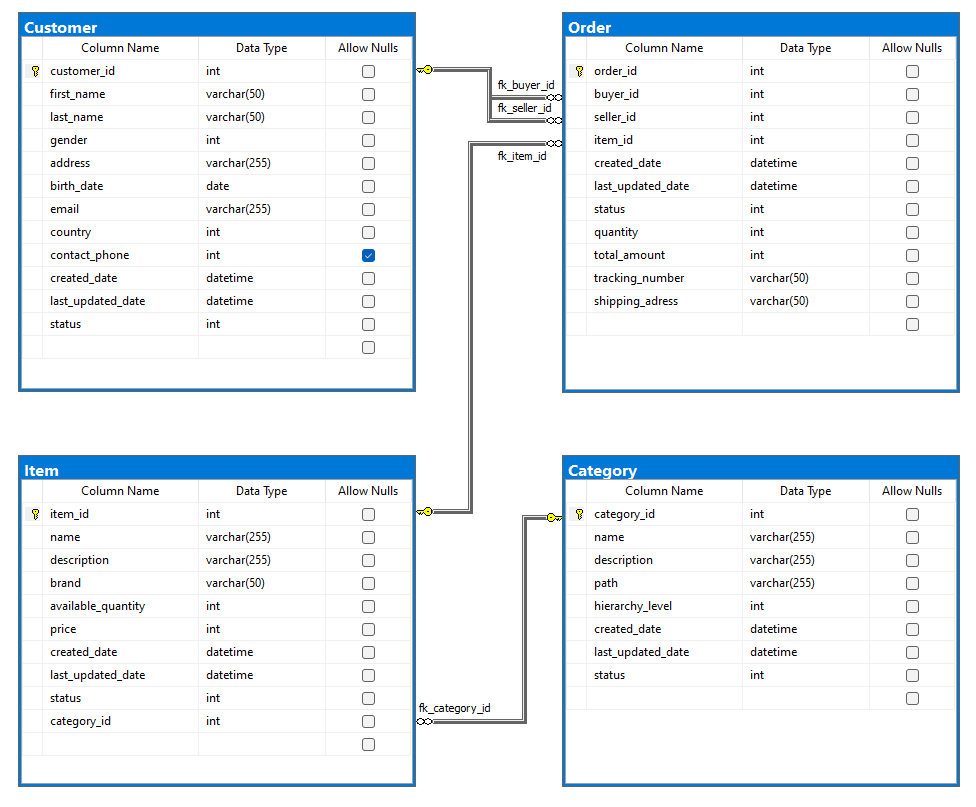 Customer
Column Name Data Type Allow Nulls
customer_id int
first_name varchar(50)
last_name varchar(50)
gender int
address varchar(255)
birth_date date
email varchar(255)
country int
contact_phone int
created_date datetime
last_updated_date datetime
status int
fk_buyer_id
fk_seller_id
fk_item_id
Order
Column Name Data Type Allow Nulls
order_id int
buyer_id int
seller_id int
item_id int
created_date datetime
last_updated_date datetime
status int
quantity int
total_amount int
tracking_number varchar(50)
shipping_adress varchar(50)
Item
Column Name Data Type Allow Nulls
item_id int
name varchar(255)
description varchar(255)
brand varchar(50)
available_quantity int
price int
created_date datetime
last_updated_date datetime
status int
category_id int
fk_category_id
Category
Column Name Data Type Allow Nulls
category_id int
name varchar(255)
description varchar(255)
path varchar(255)
hierarchy_level int
created_date datetime
last_updated_date datetime
status int